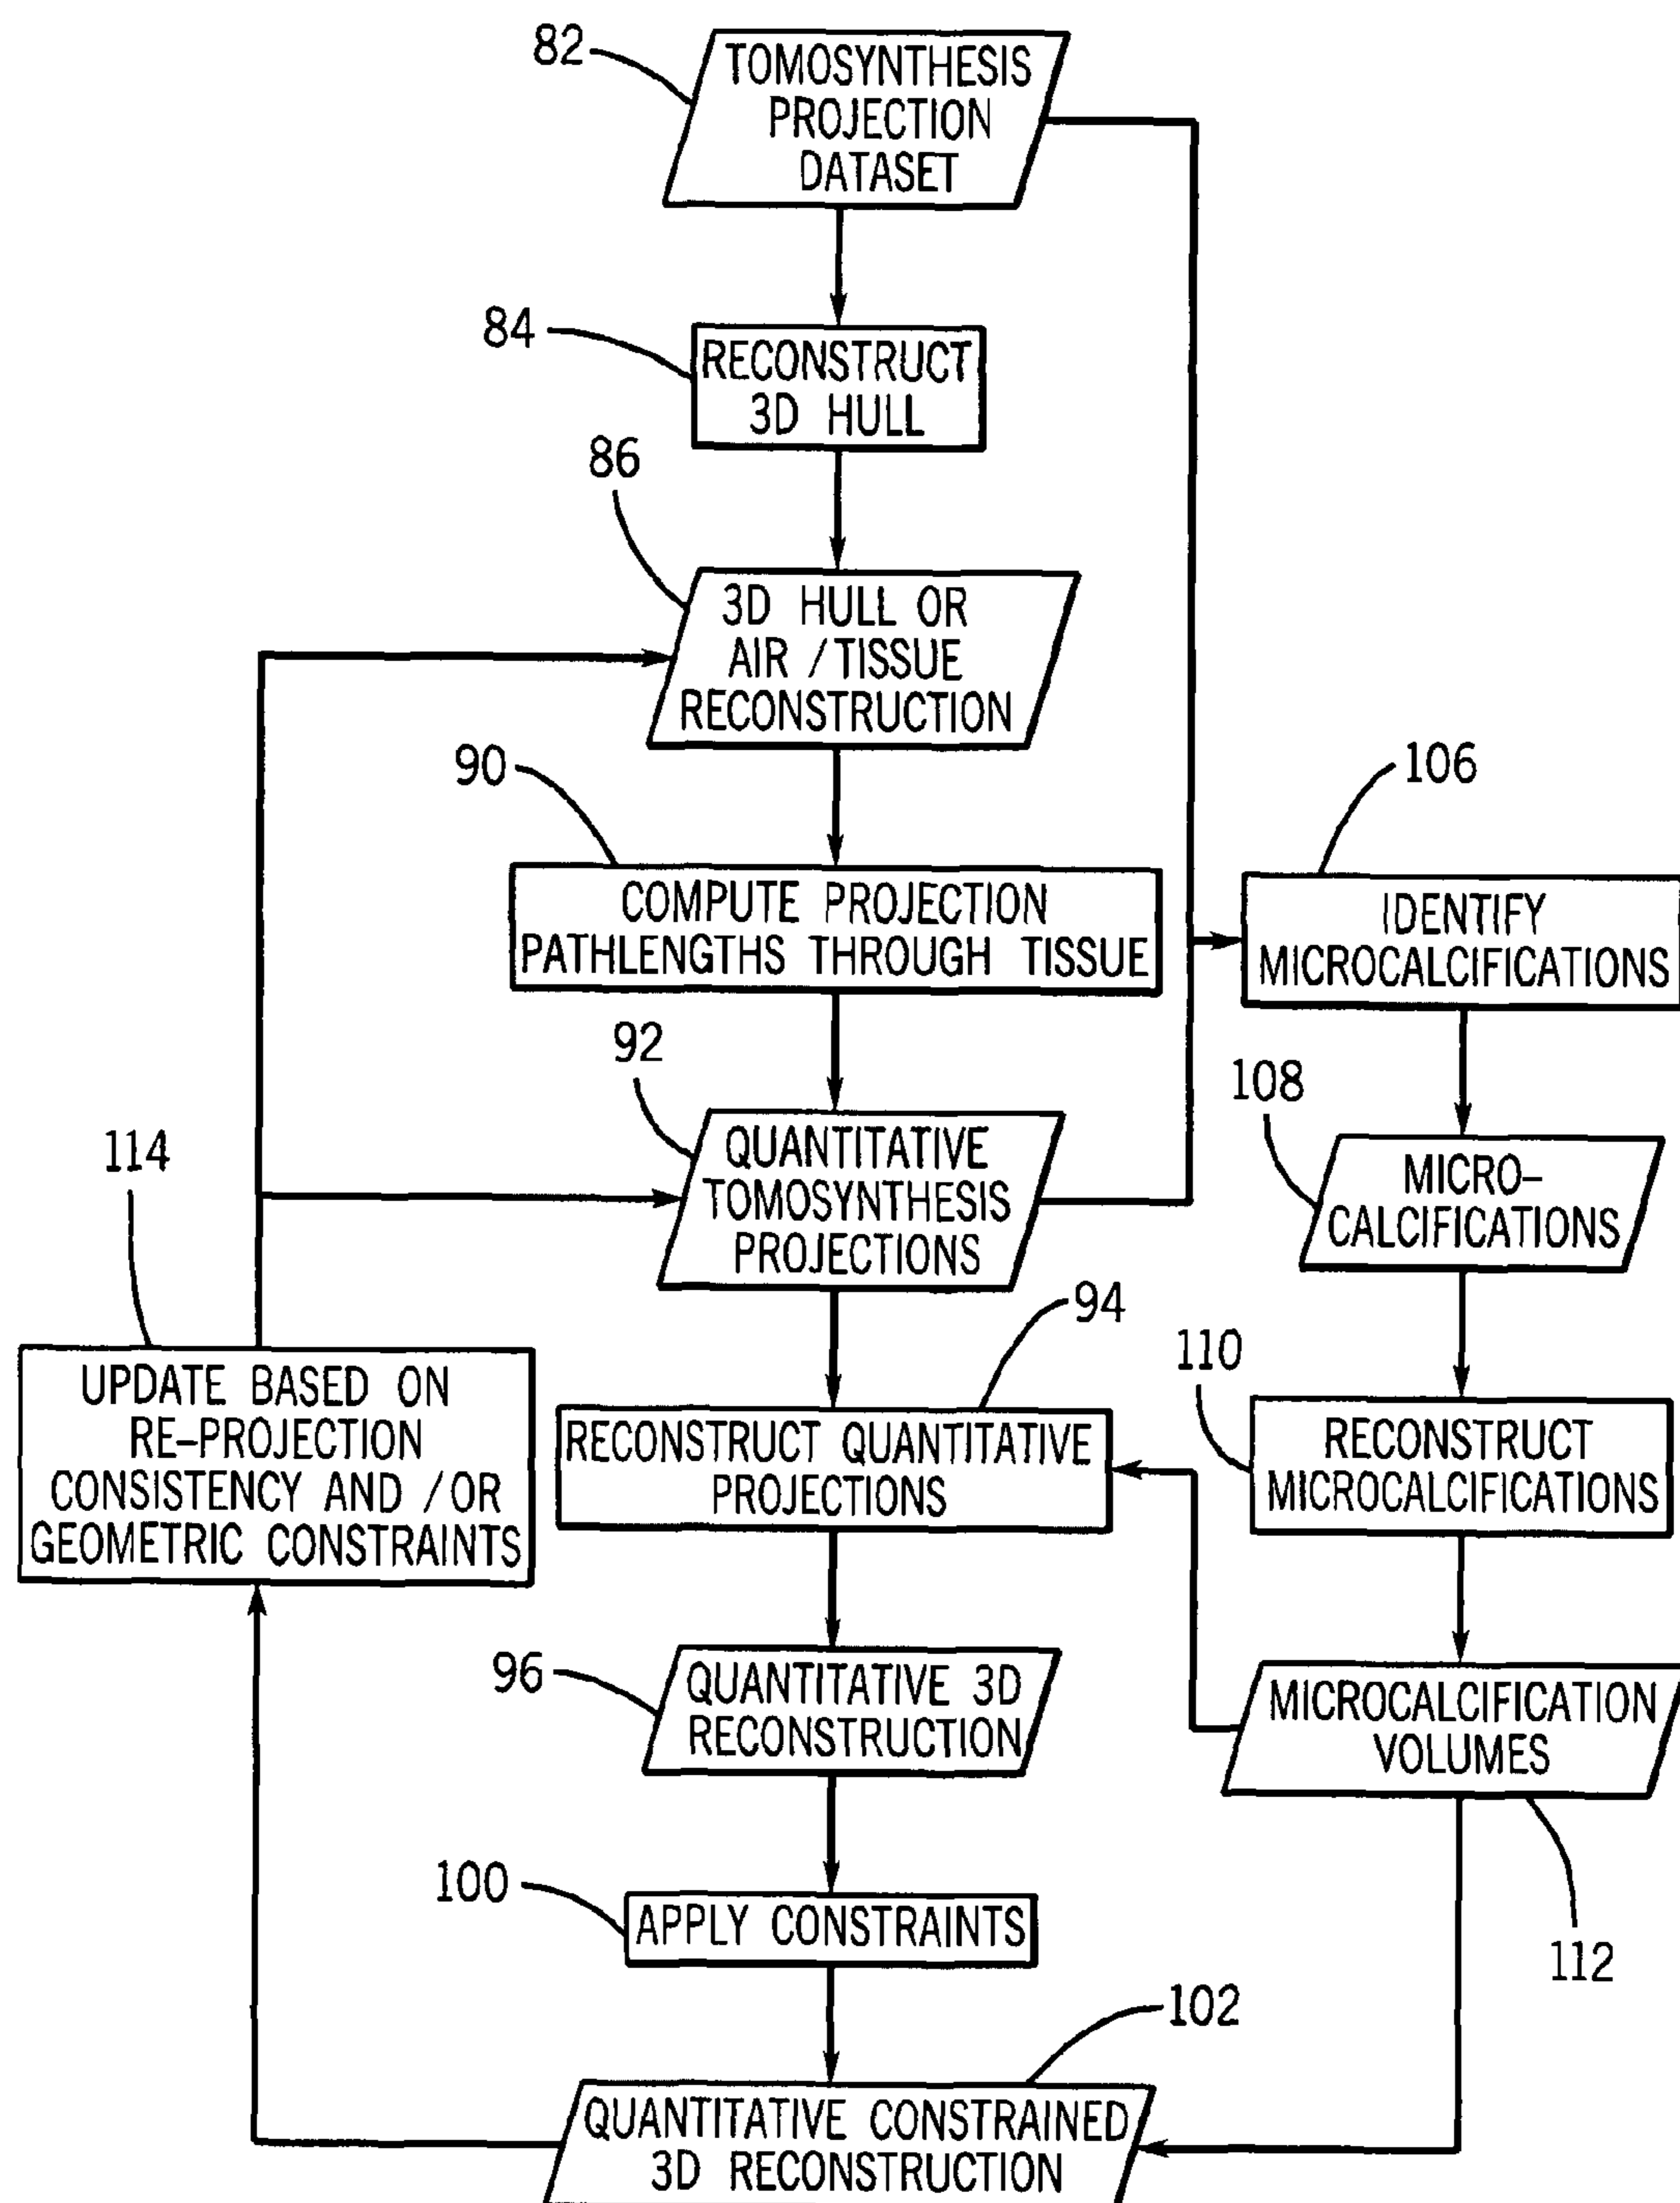 82
TOMOSYNTHESIS
PROJECTION
DATASET
84
RECONSTRUCT
3D HULL
86
3D HULL OR
AIR /TISSUE
RECONSTRUCTION
90
COMPUTE PROJECTION
PATHLENGTHS THROUGH TISSUE
106
IDENTIFY
MICROCALCIFICATIONS
92
QUANTITATIVE
TOMOSYNTHESIS
PROJECTIONS
108
MICRO–
CALCIFICATIONS
114
UPDATE BASED ON
RE–PROJECTION
CONSISTENCY AND /OR
GEOMETRIC CONSTRAINTS
94
RECONSTRUCT QUANTITATIVE
PROJECTIONS
110
RECONSTRUCT
MICROCALCIFICATIONS
96
QUANTITATIVE 3D
RECONSTRUCTION
MICROCALCIFICATION
VOLUMES
112
100
APPLY CONSTRAINTS
102
QUANTITATIVE CONSTRAINED
3D RECONSTRUCTION